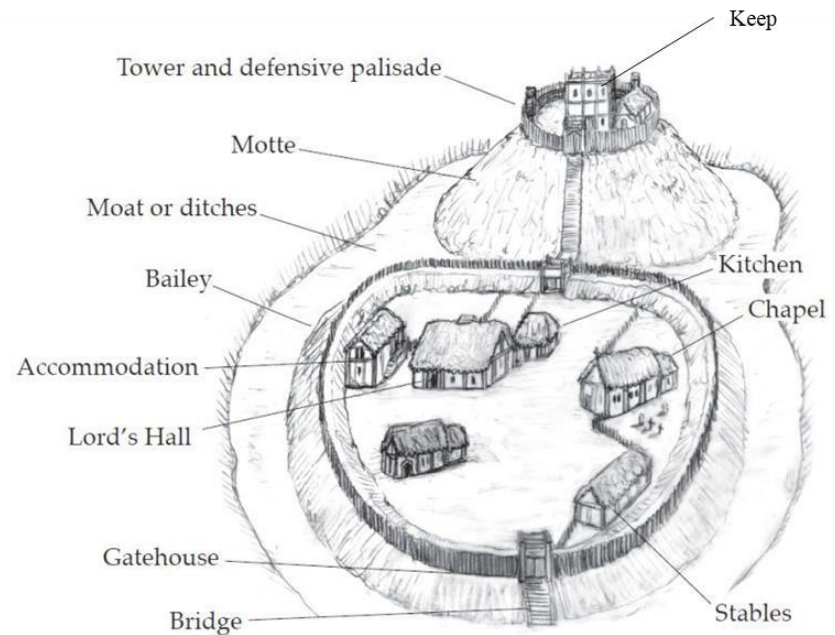 Keep
Tower and defensive palisade
Motte
Moat or ditches
Kitchen
Bailey
Chapel
Accommodation
Lord's Hall
Gatehouse
Stables
Bridge